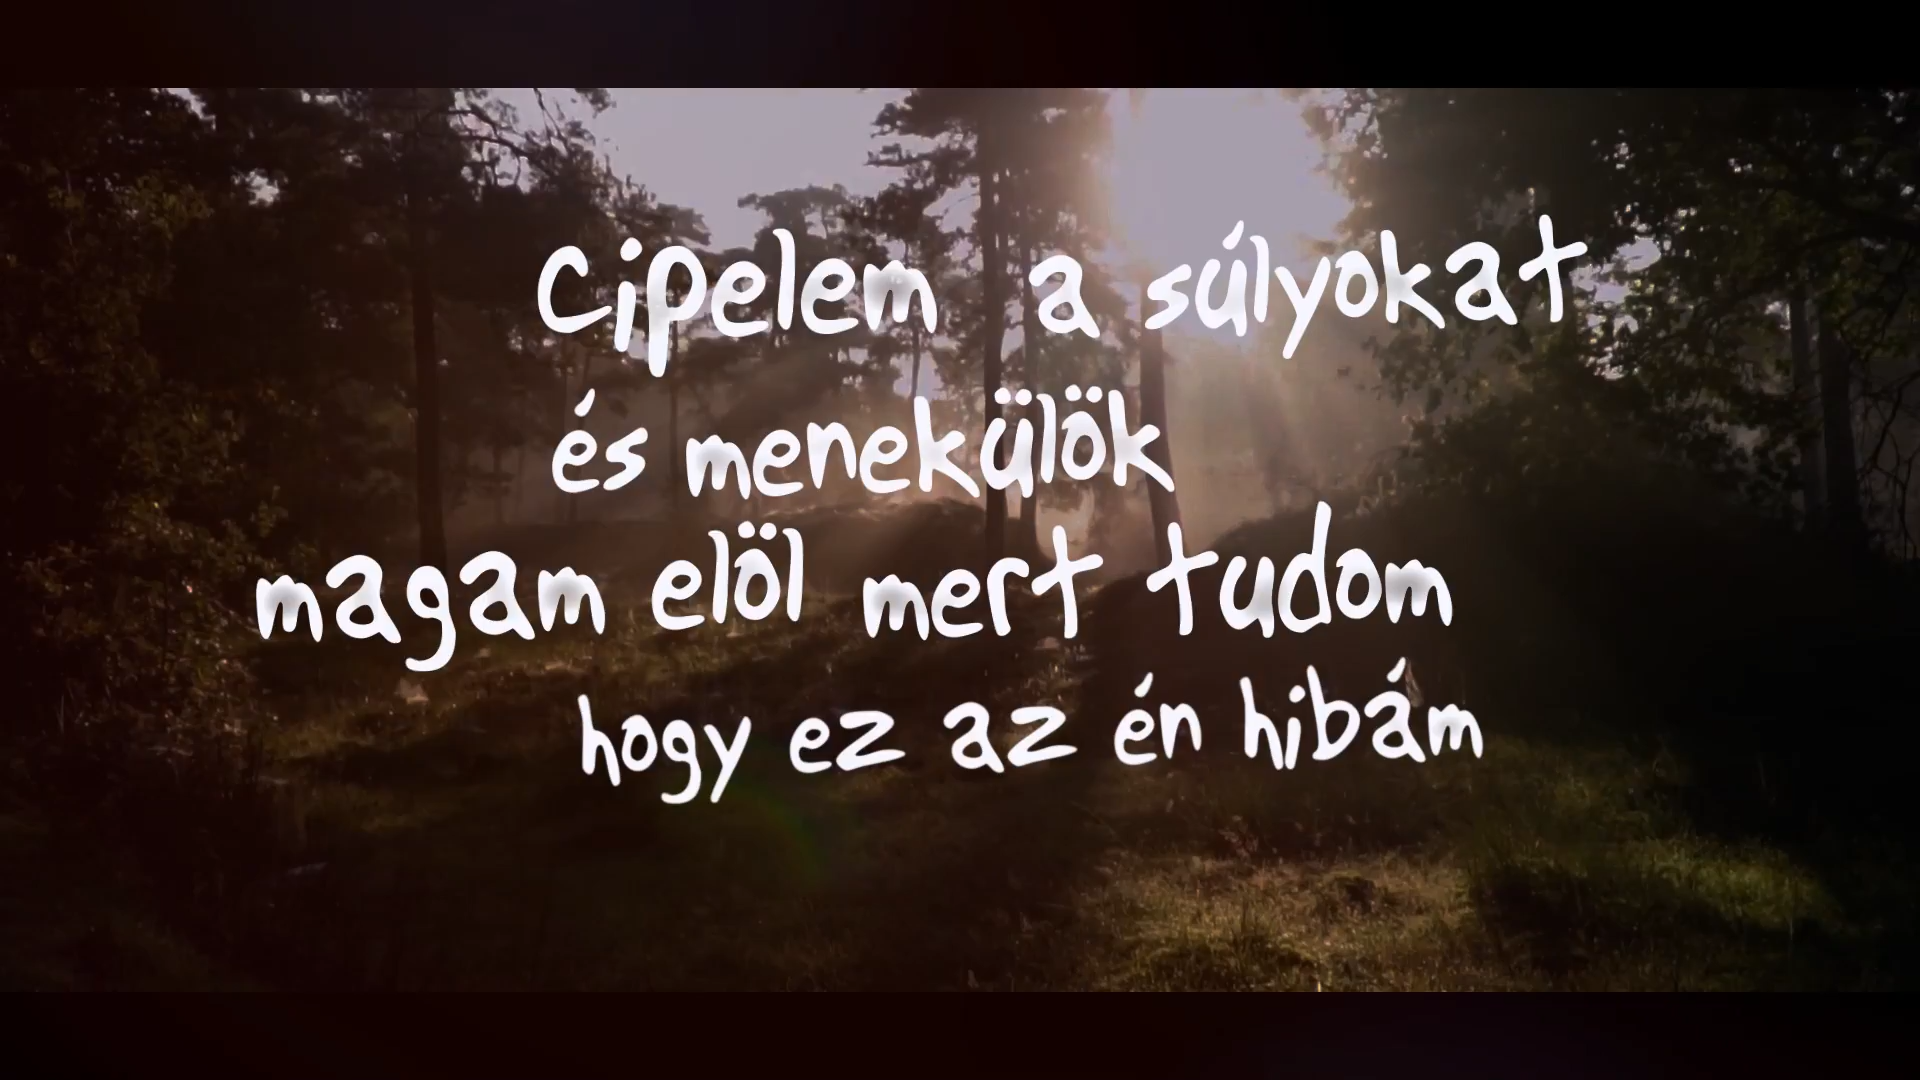 Cipelem a súlyokat
és menekülök
magam elöl mert tudom
hogy ez az én hibám